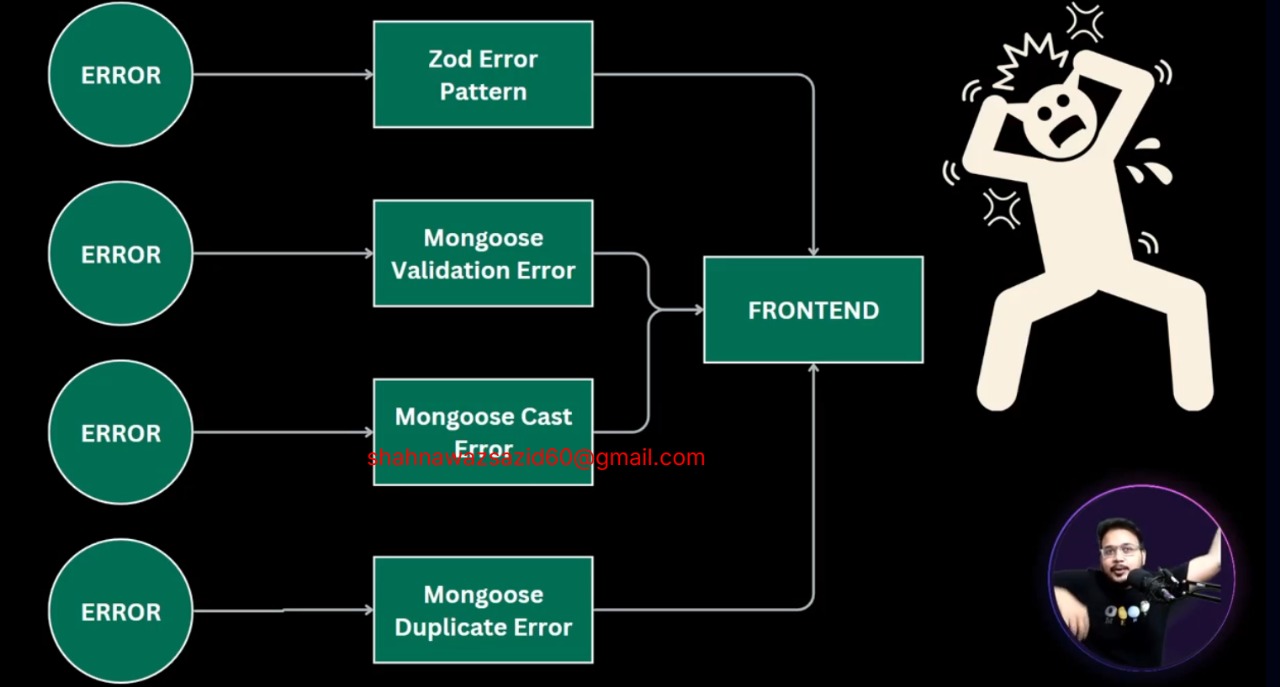 ERROR
Zod Error
Pattern
ERROR
Mongoose
Validation Error
FRONTEND
ERROR
Mongoose Cast
Error
shahnawazsazid60@gmail.com
ERROR
Mongoose
Duplicate Error